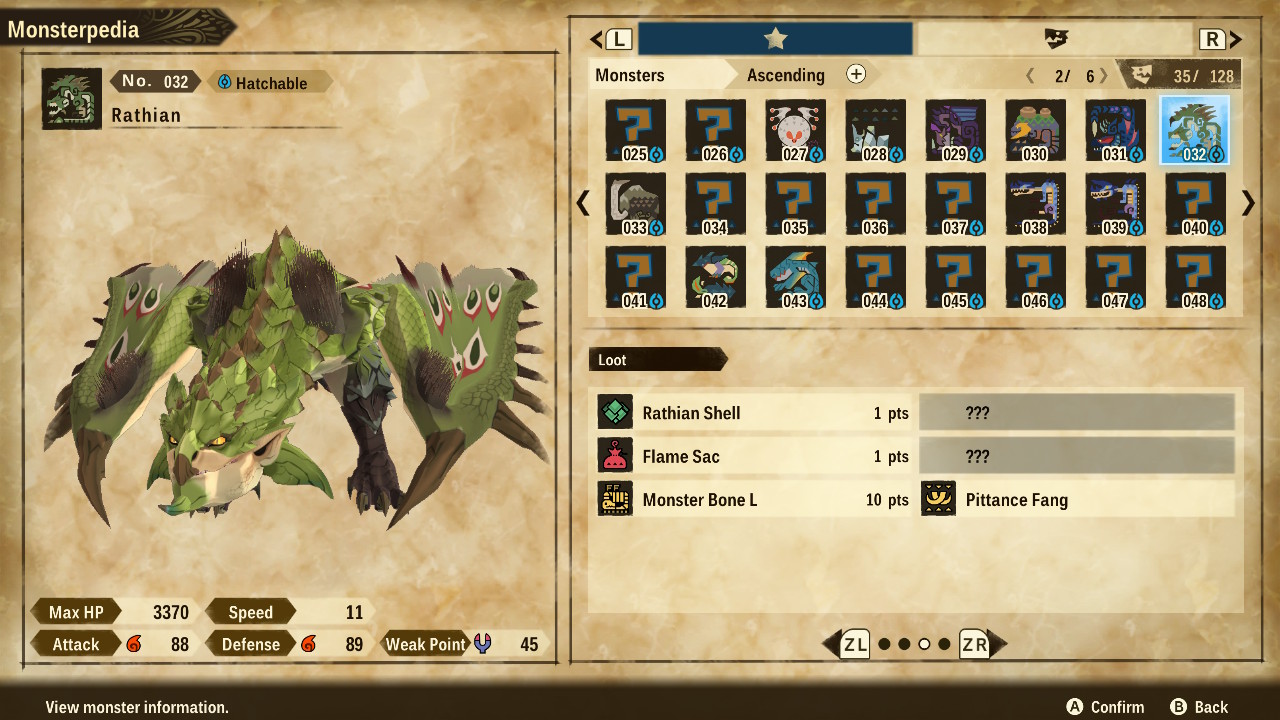 Monsterpedia
No. 032 Hatchable
Rathian
Max HP 3370 Speed 11
Attack 88 Defense 89 Weak Point 45
L R
Monsters Ascending + 2/ 6 35/ 128
? ?
025 026 027 028 029 030 031 032
? ? ? ? ?
033 034 035 036 037 038 039 040
? ? ? ? ? ?
041 042 043 044 045 046 047 048
Loot
Rathian Shell 1 pts ???
Flame Sac 1 pts ???
Monster Bone L 10 pts Pittance Fang
ZL ZR
View monster information. A Confirm B Back